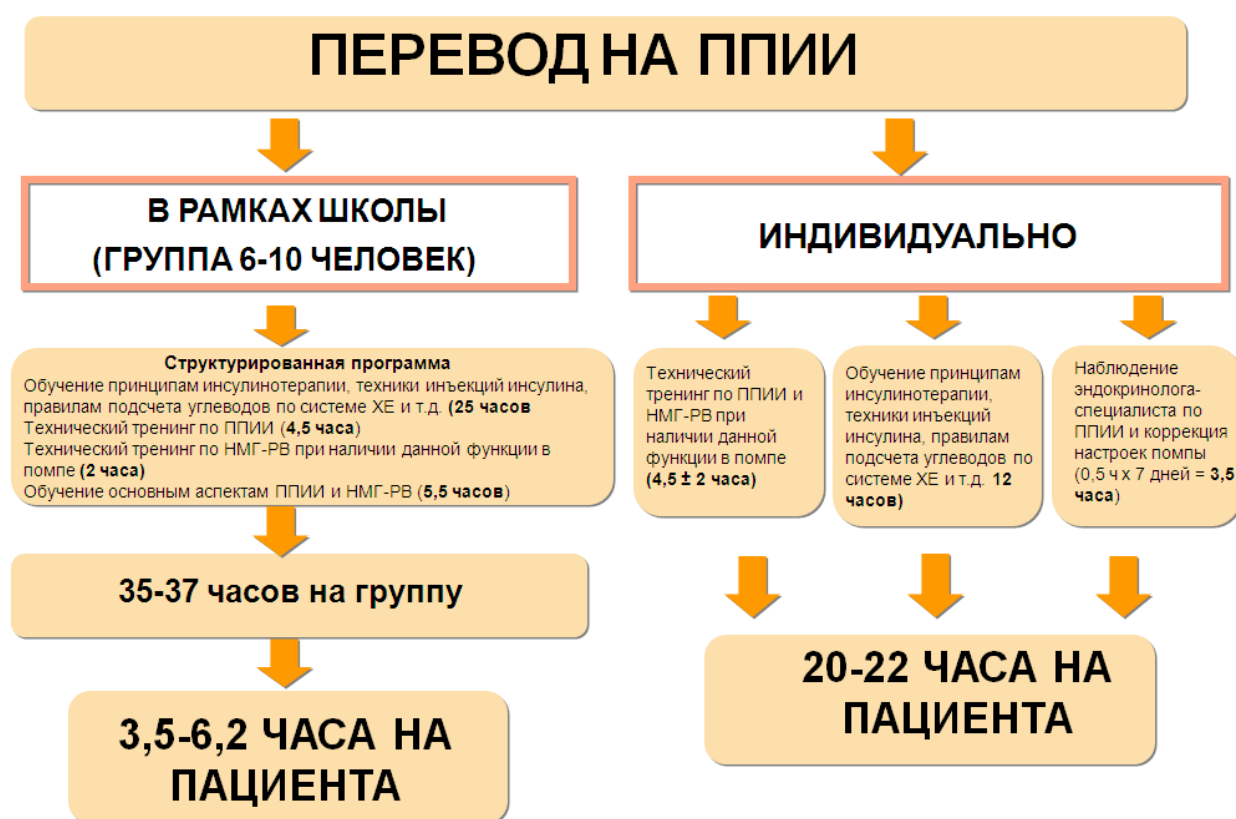 ПЕРЕВОД НА ППИИ
В РАМКАХ ШКОЛЫ
(ГРУППА 6-10 ЧЕЛОВЕК)
Структурированная программа
Обучение принципам инсулинотерапии, техники инъекций инсулина,
правилам подсчета углеводов по системе ХЕ и т.д. (25 часов
Технический тренинг по ППИИ (4,5 часа)
Технический тренинг по НМГ-РВ при наличии данной функции в
помпе (2 часа)
Обучение основным аспектам ППИИ и НМГ-РВ (5,5 часов)
35-37 часов на группу
3,5-6,2 ЧАСА НА
ПАЦИЕНТА
ИНДИВИДУАЛЬНО
Технический
тренинг по ППИИ и
НМГ-РВ при
наличии данной
функции в помпе
(4,5 ± 2 часа)
Обучение принципам
инсулинотерапии,
техники инъекций
инсулина, правилам
подсчета углеводов по
системе ХЕ и т.д. 12
часов)
Наблюдение
эндокринолога-
специалиста по
ППИИ и коррекция
настроек помпы
(0,5 ч х 7 дней = 3,5
часа)
20-22 ЧАСА НА
ПАЦИЕНТА